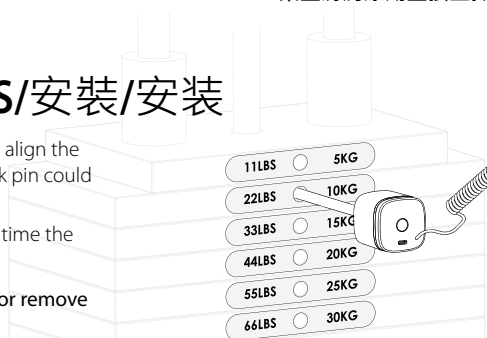 S/安裝/安装
align the
k pin could
time the
or remove
11LBS 5KG
22LBS 10KG
33LBS 15KG
44LBS 20KG
55LBS 25KG
66LBS 30KG